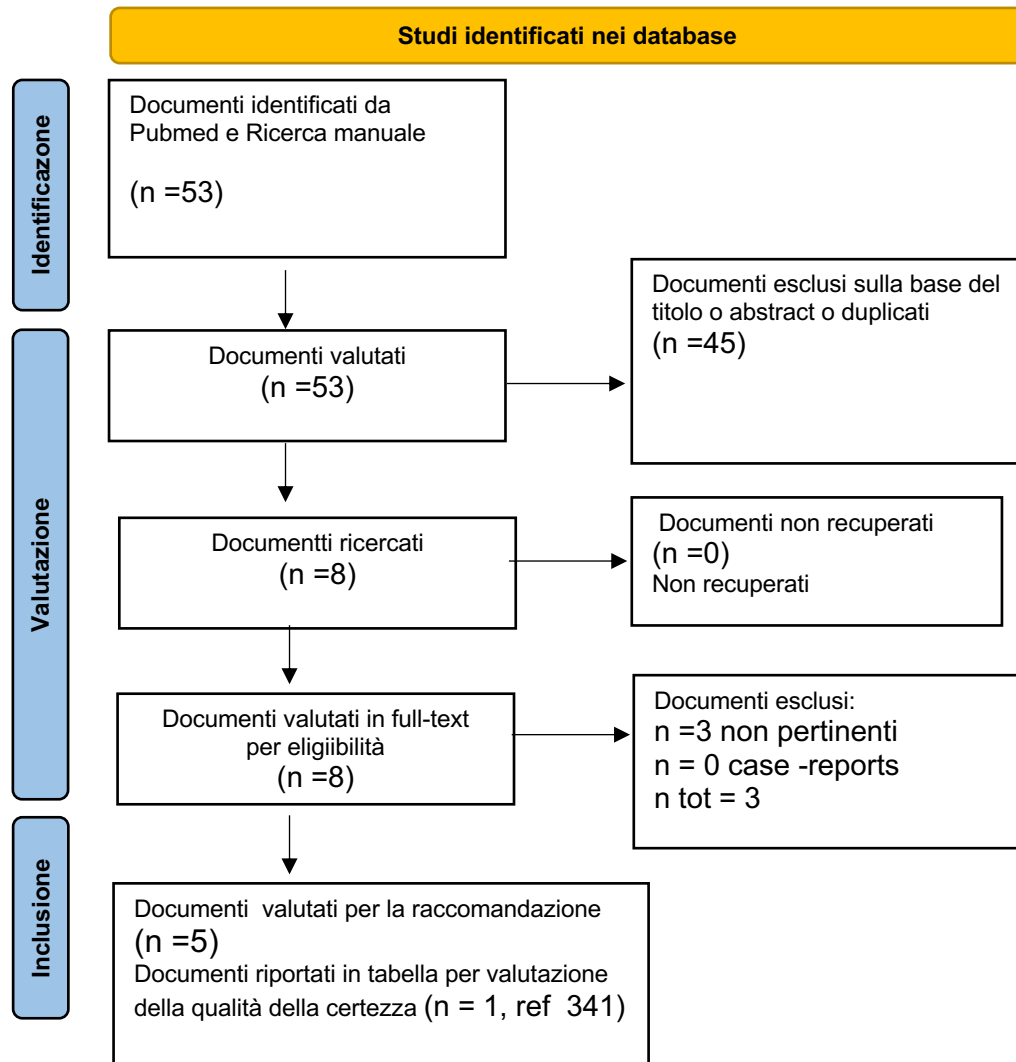 Studi identificati nei database
Identificazone
Documenti identificati da
Pubmed e Ricerca manuale
(n =53)
Valutazione
Documenti valutati
(n =53)
Documenti esclusi sulla base del
titolo o abstract o duplicati
(n =45)
Documentti ricercati
(n =8)
Documenti non recuperati
(n =0)
Non recuperati
Documenti valutati in full-text
per eligiibilità
(n =8)
Documenti esclusi:
n =3 non pertinenti
n = 0 case -reports
n tot = 3
Inclusione
Documenti valutati per la raccomandazione
(n =5)
Documenti riportati in tabella per valutazione
della qualità della certezza (n = 1, ref 341)